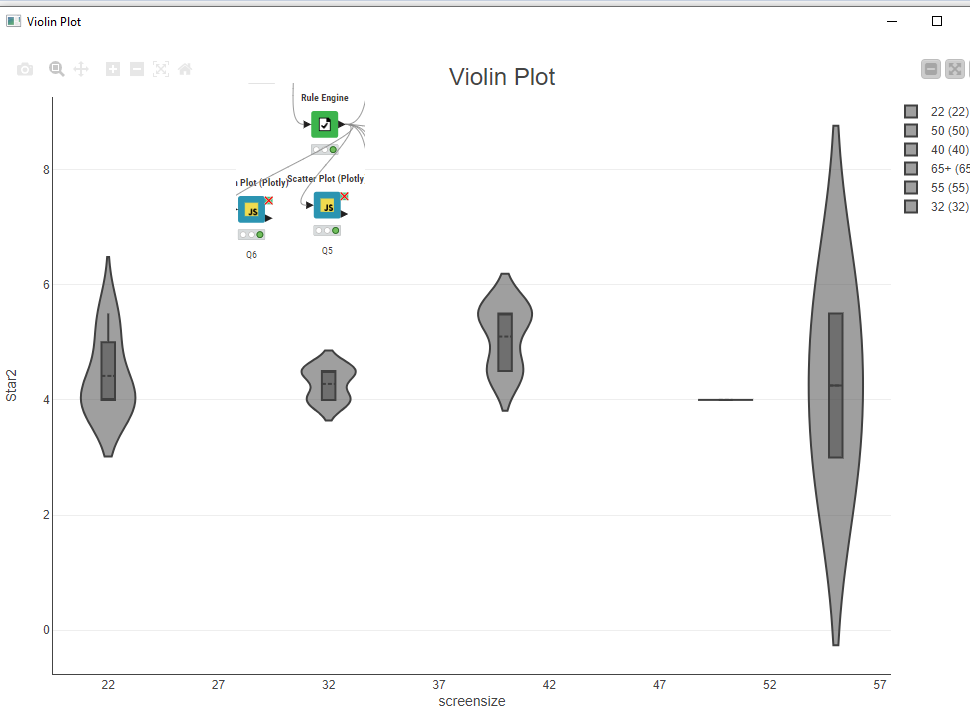 Violin Plot
Violin Plot
Rule Engine
Plot (Plotly)
Scatter Plot (Plotly
JS
JS
Q6
Q5
22 (22)
50 (50)
40 (40)
65+ (65
55 (55)
32 (32)
8
6
4
2
0
Star2
22
27
32
37
42
47
52
57
screensize